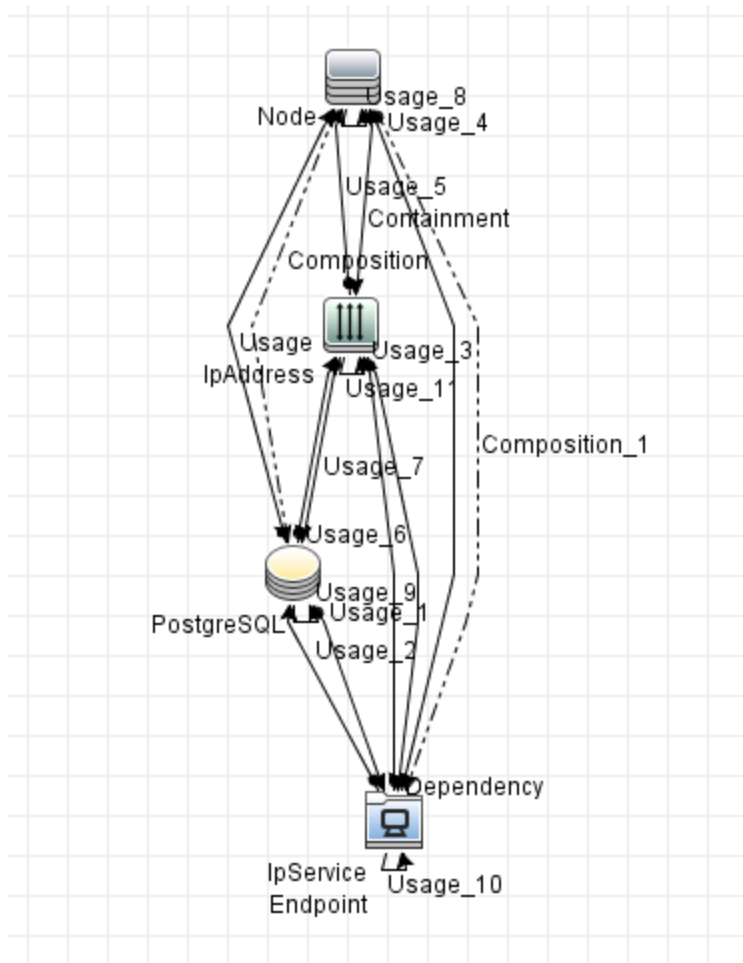 Usage_8
Node
Usage_4
Usage_5
Containment
Composition
Usage
Usage_3
IpAddress
Usage_11
Composition_1
Usage_7
Usage_6
Usage_9
Usage_1
PostgreSQL
Usage_2
Dependency
IpService
Endpoint
Usage_10